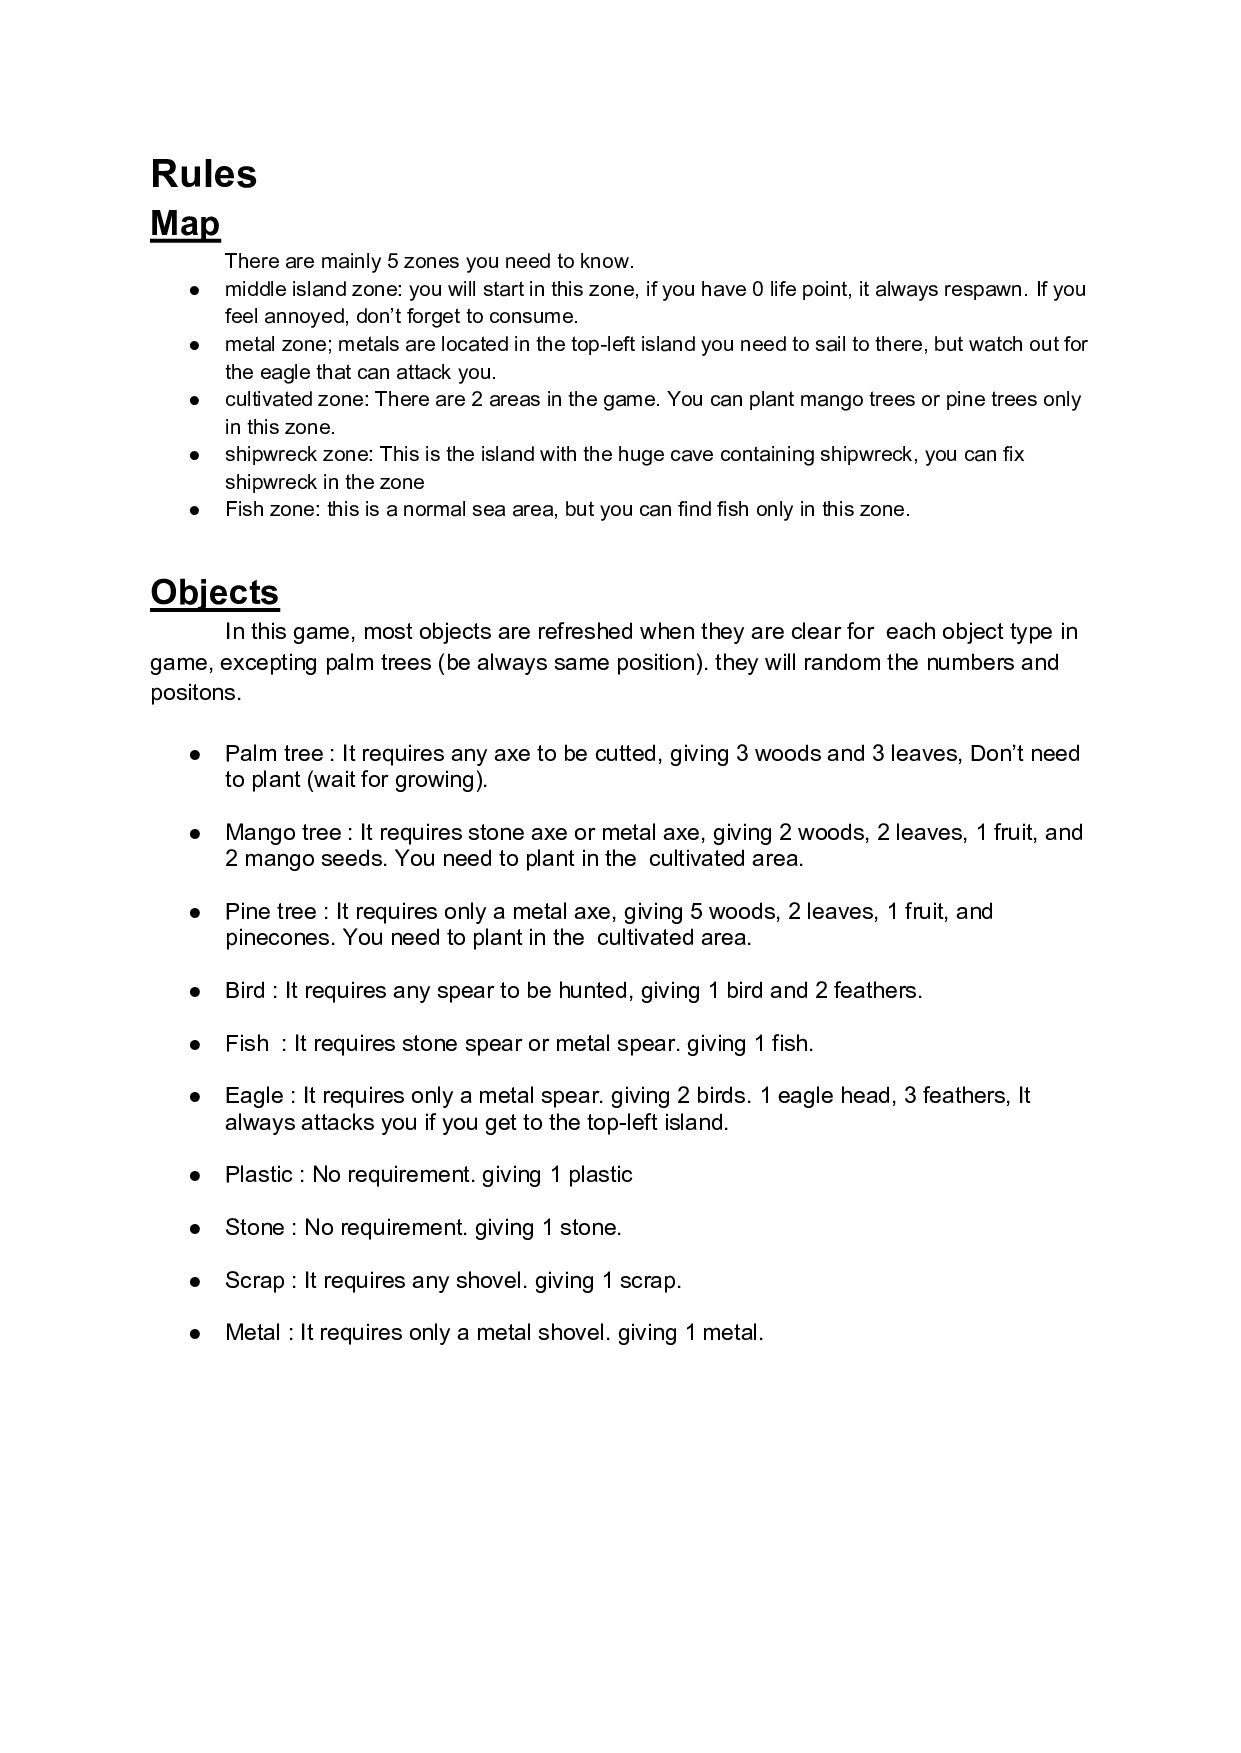 Rules
Map
There are mainly 5 zones you need to know.
● middle island zone: you will start in this zone, if you have 0 life point, it always respawn. If you
feel annoyed, don’t forget to consume.
● metal zone; metals are located in the top-left island you need to sail to there, but watch out for
the eagle that can attack you.
● cultivated zone: There are 2 areas in the game. You can plant mango trees or pine trees only
in this zone.
● shipwreck zone: This is the island with the huge cave containing shipwreck, you can fix
shipwreck in the zone
● Fish zone: this is a normal sea area, but you can find fish only in this zone.
Objects
In this game, most objects are refreshed when they are clear for  each object type in
game, excepting palm trees (be always same position). they will random the numbers and
positons.
● Palm tree : It requires any axe to be cutted, giving 3 woods and 3 leaves, Don’t need
to plant (wait for growing).
● Mango tree : It requires stone axe or metal axe, giving 2 woods, 2 leaves, 1 fruit, and
2 mango seeds. You need to plant in the  cultivated area.
● Pine tree : It requires only a metal axe, giving 5 woods, 2 leaves, 1 fruit, and
pinecones. You need to plant in the  cultivated area.
● Bird : It requires any spear to be hunted, giving 1 bird and 2 feathers.
● Fish  : It requires stone spear or metal spear. giving 1 fish.
● Eagle : It requires only a metal spear. giving 2 birds. 1 eagle head, 3 feathers, It
always attacks you if you get to the top-left island.
● Plastic : No requirement. giving 1 plastic
● Stone : No requirement. giving 1 stone.
● Scrap : It requires any shovel. giving 1 scrap.
● Metal : It requires only a metal shovel. giving 1 metal.